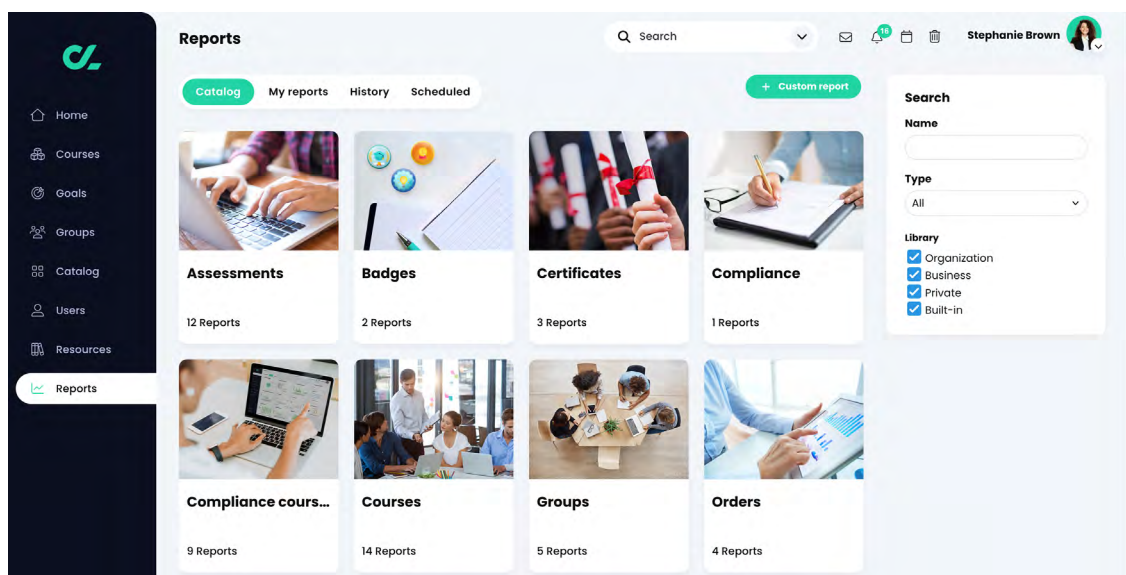 Reports
Search
16
Stephanie Brown
Home
Courses
Goals
Groups
Catalog
Users
Resources
Reports
Catalog
My reports
History
Scheduled
+ Custom report
Assessments
12 Reports
Badges
2 Reports
Certificates
3 Reports
Compliance
1 Reports
Compliance cours...
9 Reports
Courses
14 Reports
Groups
5 Reports
Orders
4 Reports
Search
Name
Type
All
Library
Organization
Business
Private
Built-in